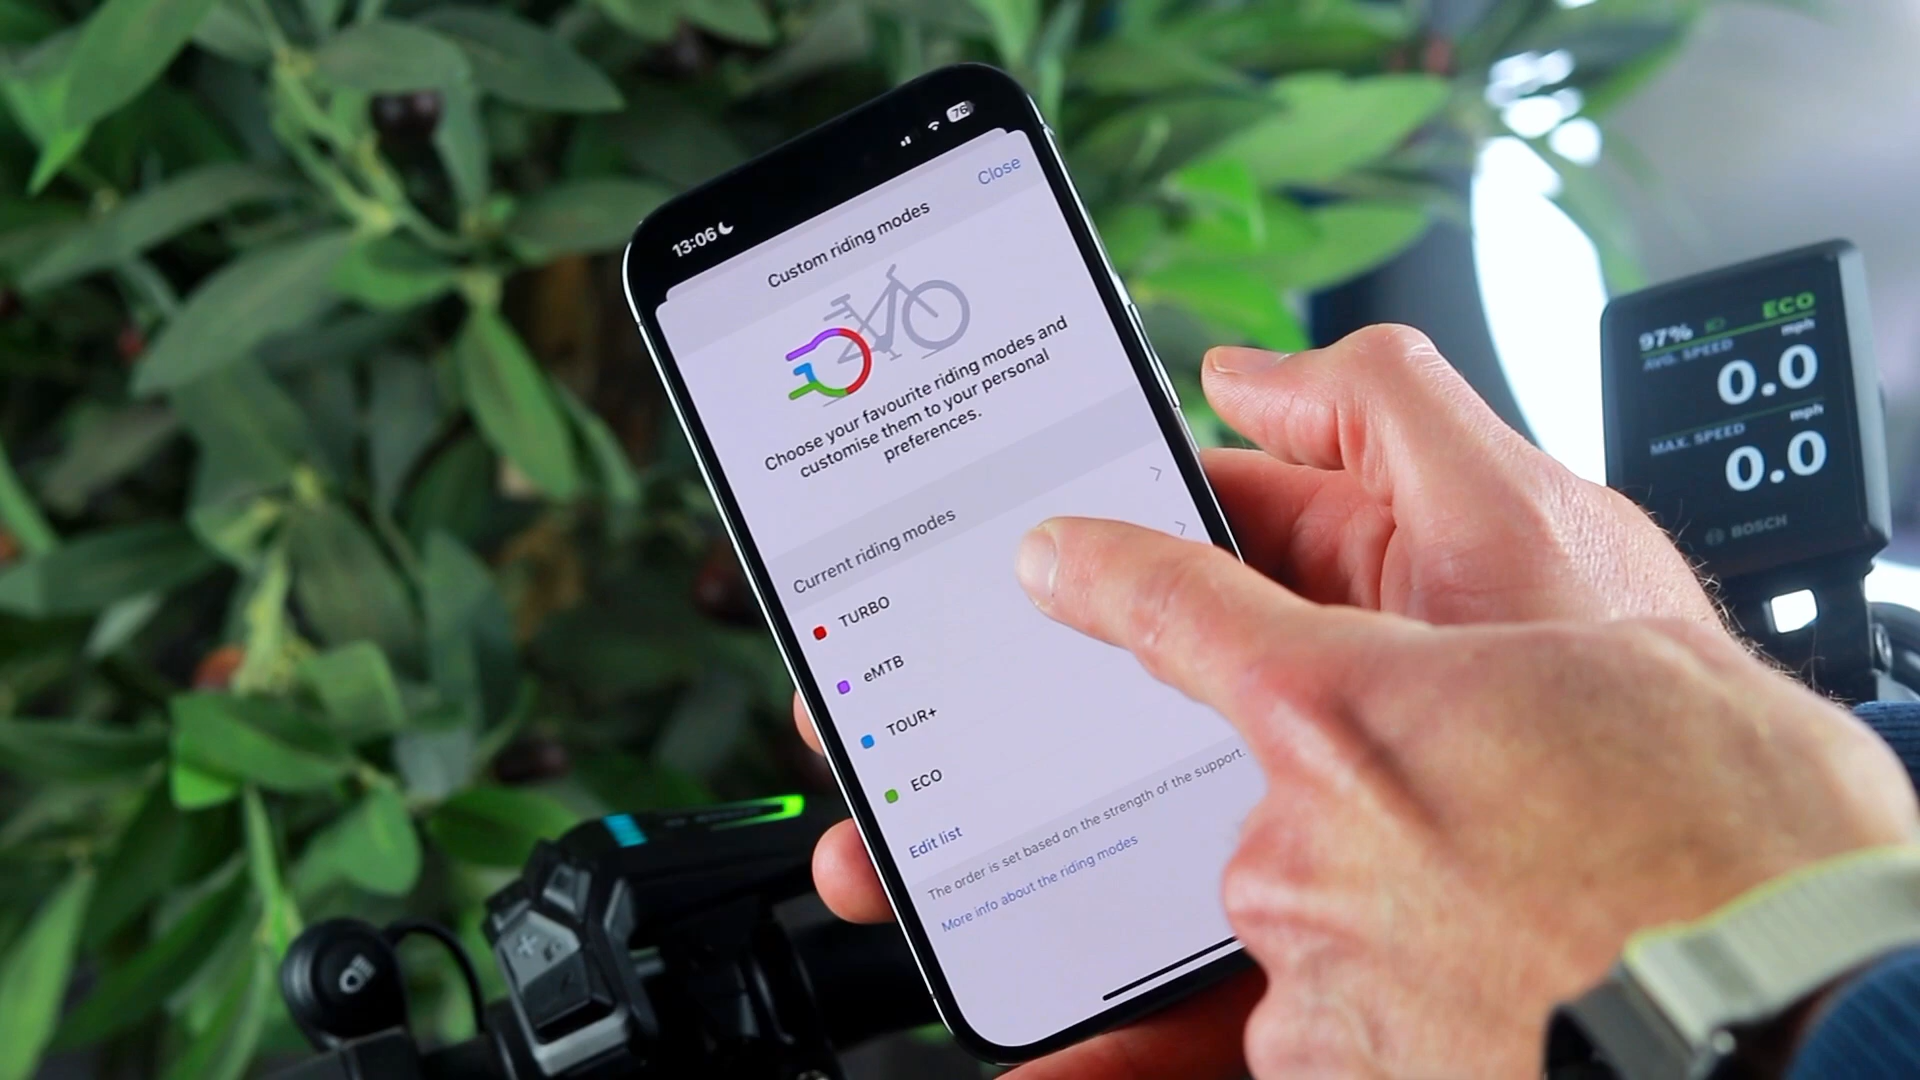 13:06
76
Close
Custom riding modes
Choose your favourite riding modes and
customise them to your personal
preferences.
Current riding modes
TURBO
eMTB
TOUR+
ECO
Edit list
The order is set based on the strength of the support.
More info about the riding modes
97%
ECO
mph
AVG. SPEED
0.0
mph
MAX. SPEED
0.0
BOSCH